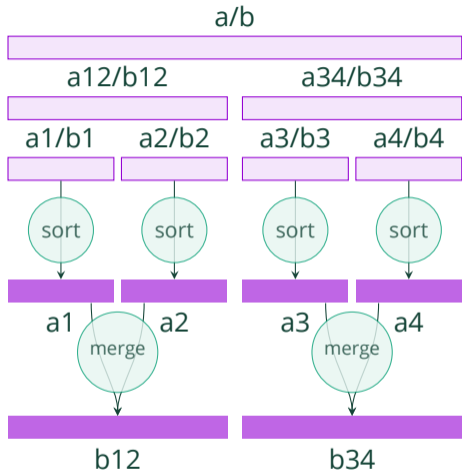 a/b
a12/b12 a34/b34
a1/b1 a2/b2 a3/b3 a4/b4
sort sort sort sort
a1 a2 a3 a4
merge merge
b12 b34